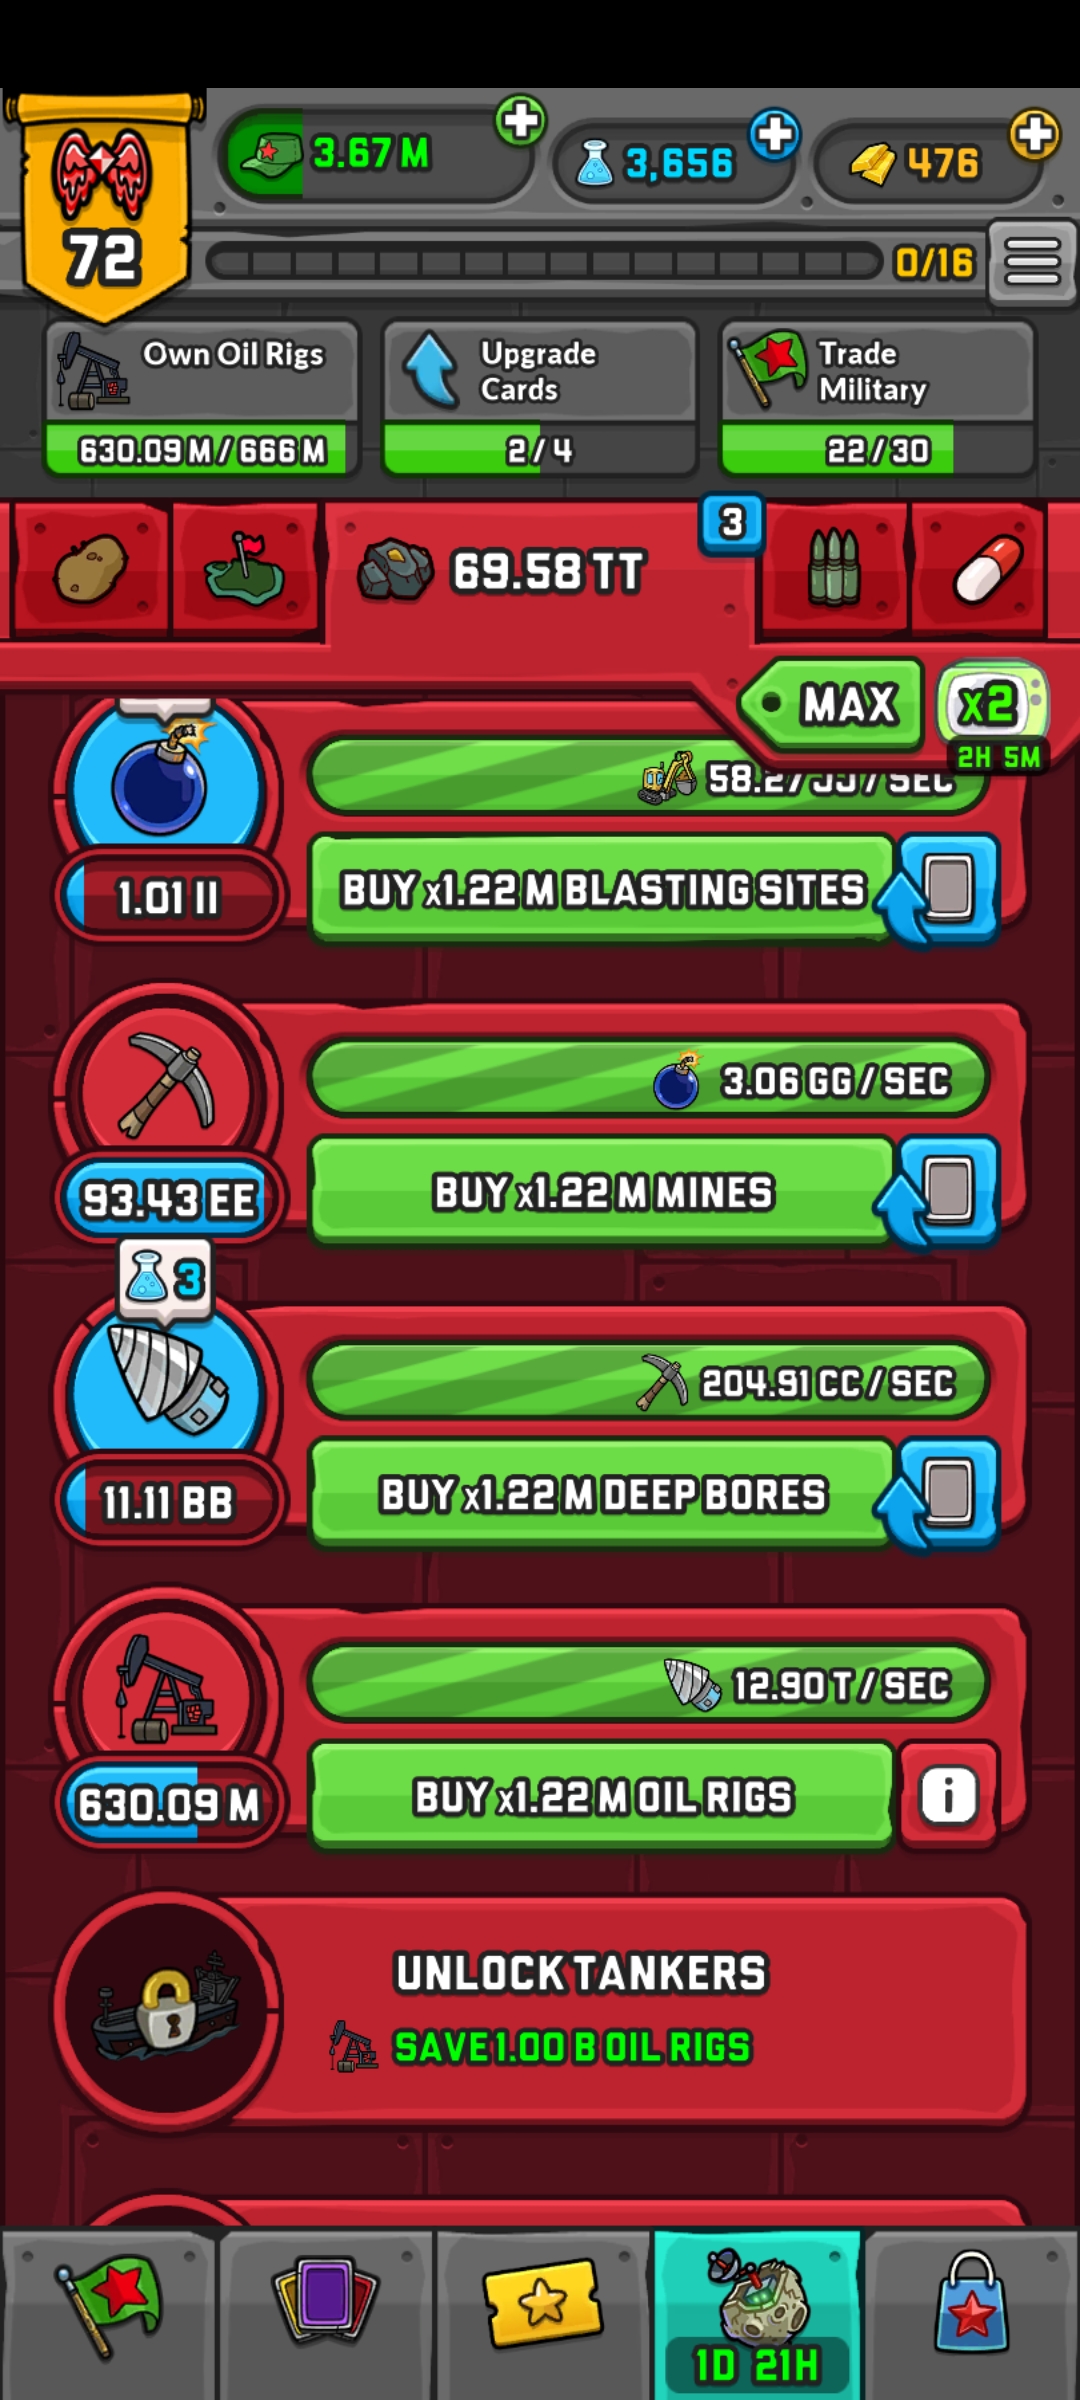 3.67 M
3,656
476
72
0/16
Own Oil Rigs
630.09 M / 666 M
Upgrade
Cards
2 / 4
Trade
Military
22 / 30
69.58 TT
3
MAX
x2
2H 5M
58.27 JJ / SEC
1.01 II
BUY x1.22 M BLASTING SITES
3.06 GG / SEC
93.43 EE
BUY x1.22 M MINES
3
204.91 CC / SEC
11.11 BB
BUY x1.22 M DEEP BORES
12.90 T / SEC
630.09 M
BUY x1.22 M OIL RIGS
i
UNLOCK TANKERS
SAVE 1.00 B OIL RIGS
1D 21H